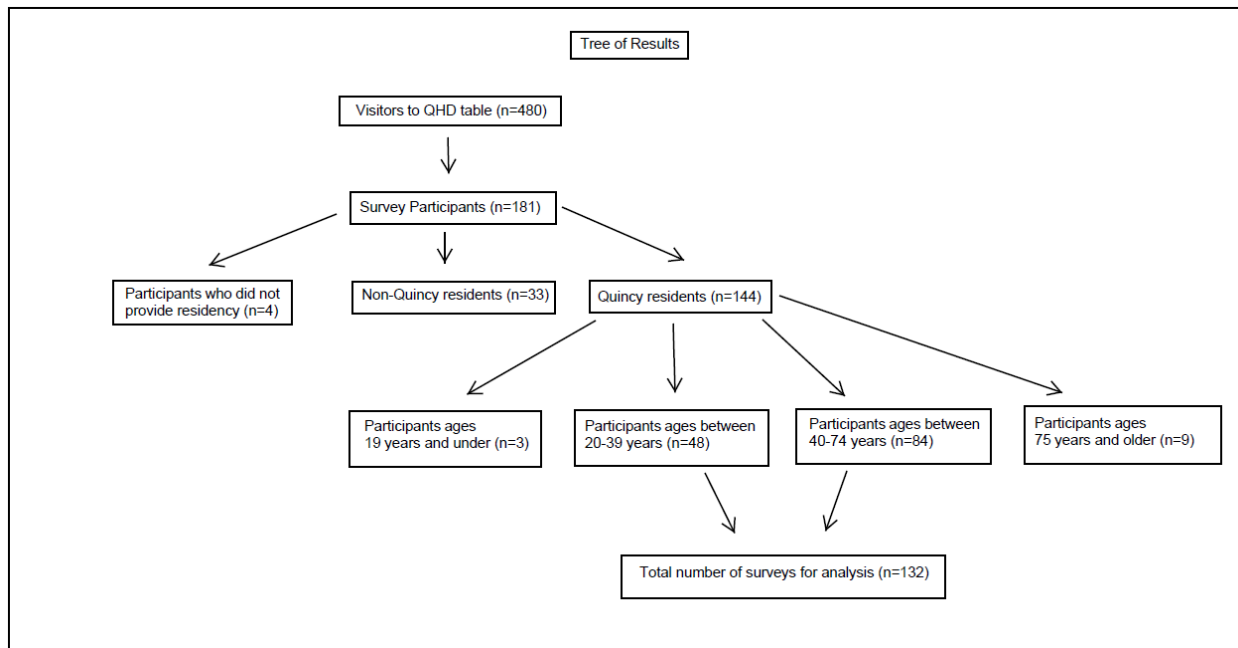 Tree of Results
Visitors to QHD table (n=480)
Survey Participants (n=181)
Participants who did not
provide residency (n=4)
Non-Quincy residents (n=33)
Quincy residents (n=144)
Participants ages
19 years and under (n=3)
Participants ages between
20-39 years (n=48)
Participants ages between
40-74 years (n=84)
Participants ages
75 years and older (n=9)
Total number of surveys for analysis (n=132)